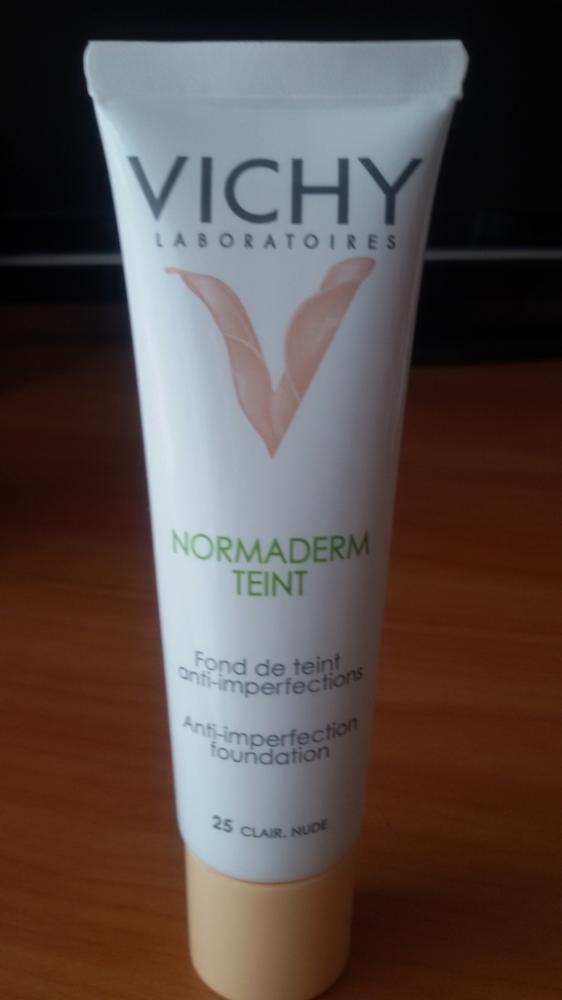 VICHY
LABORATOIRES
NORMADERM
TEINT
Fond de teint
anti-imperfections
Anti-imperfection
foundation
25 CLAIR. NUDE